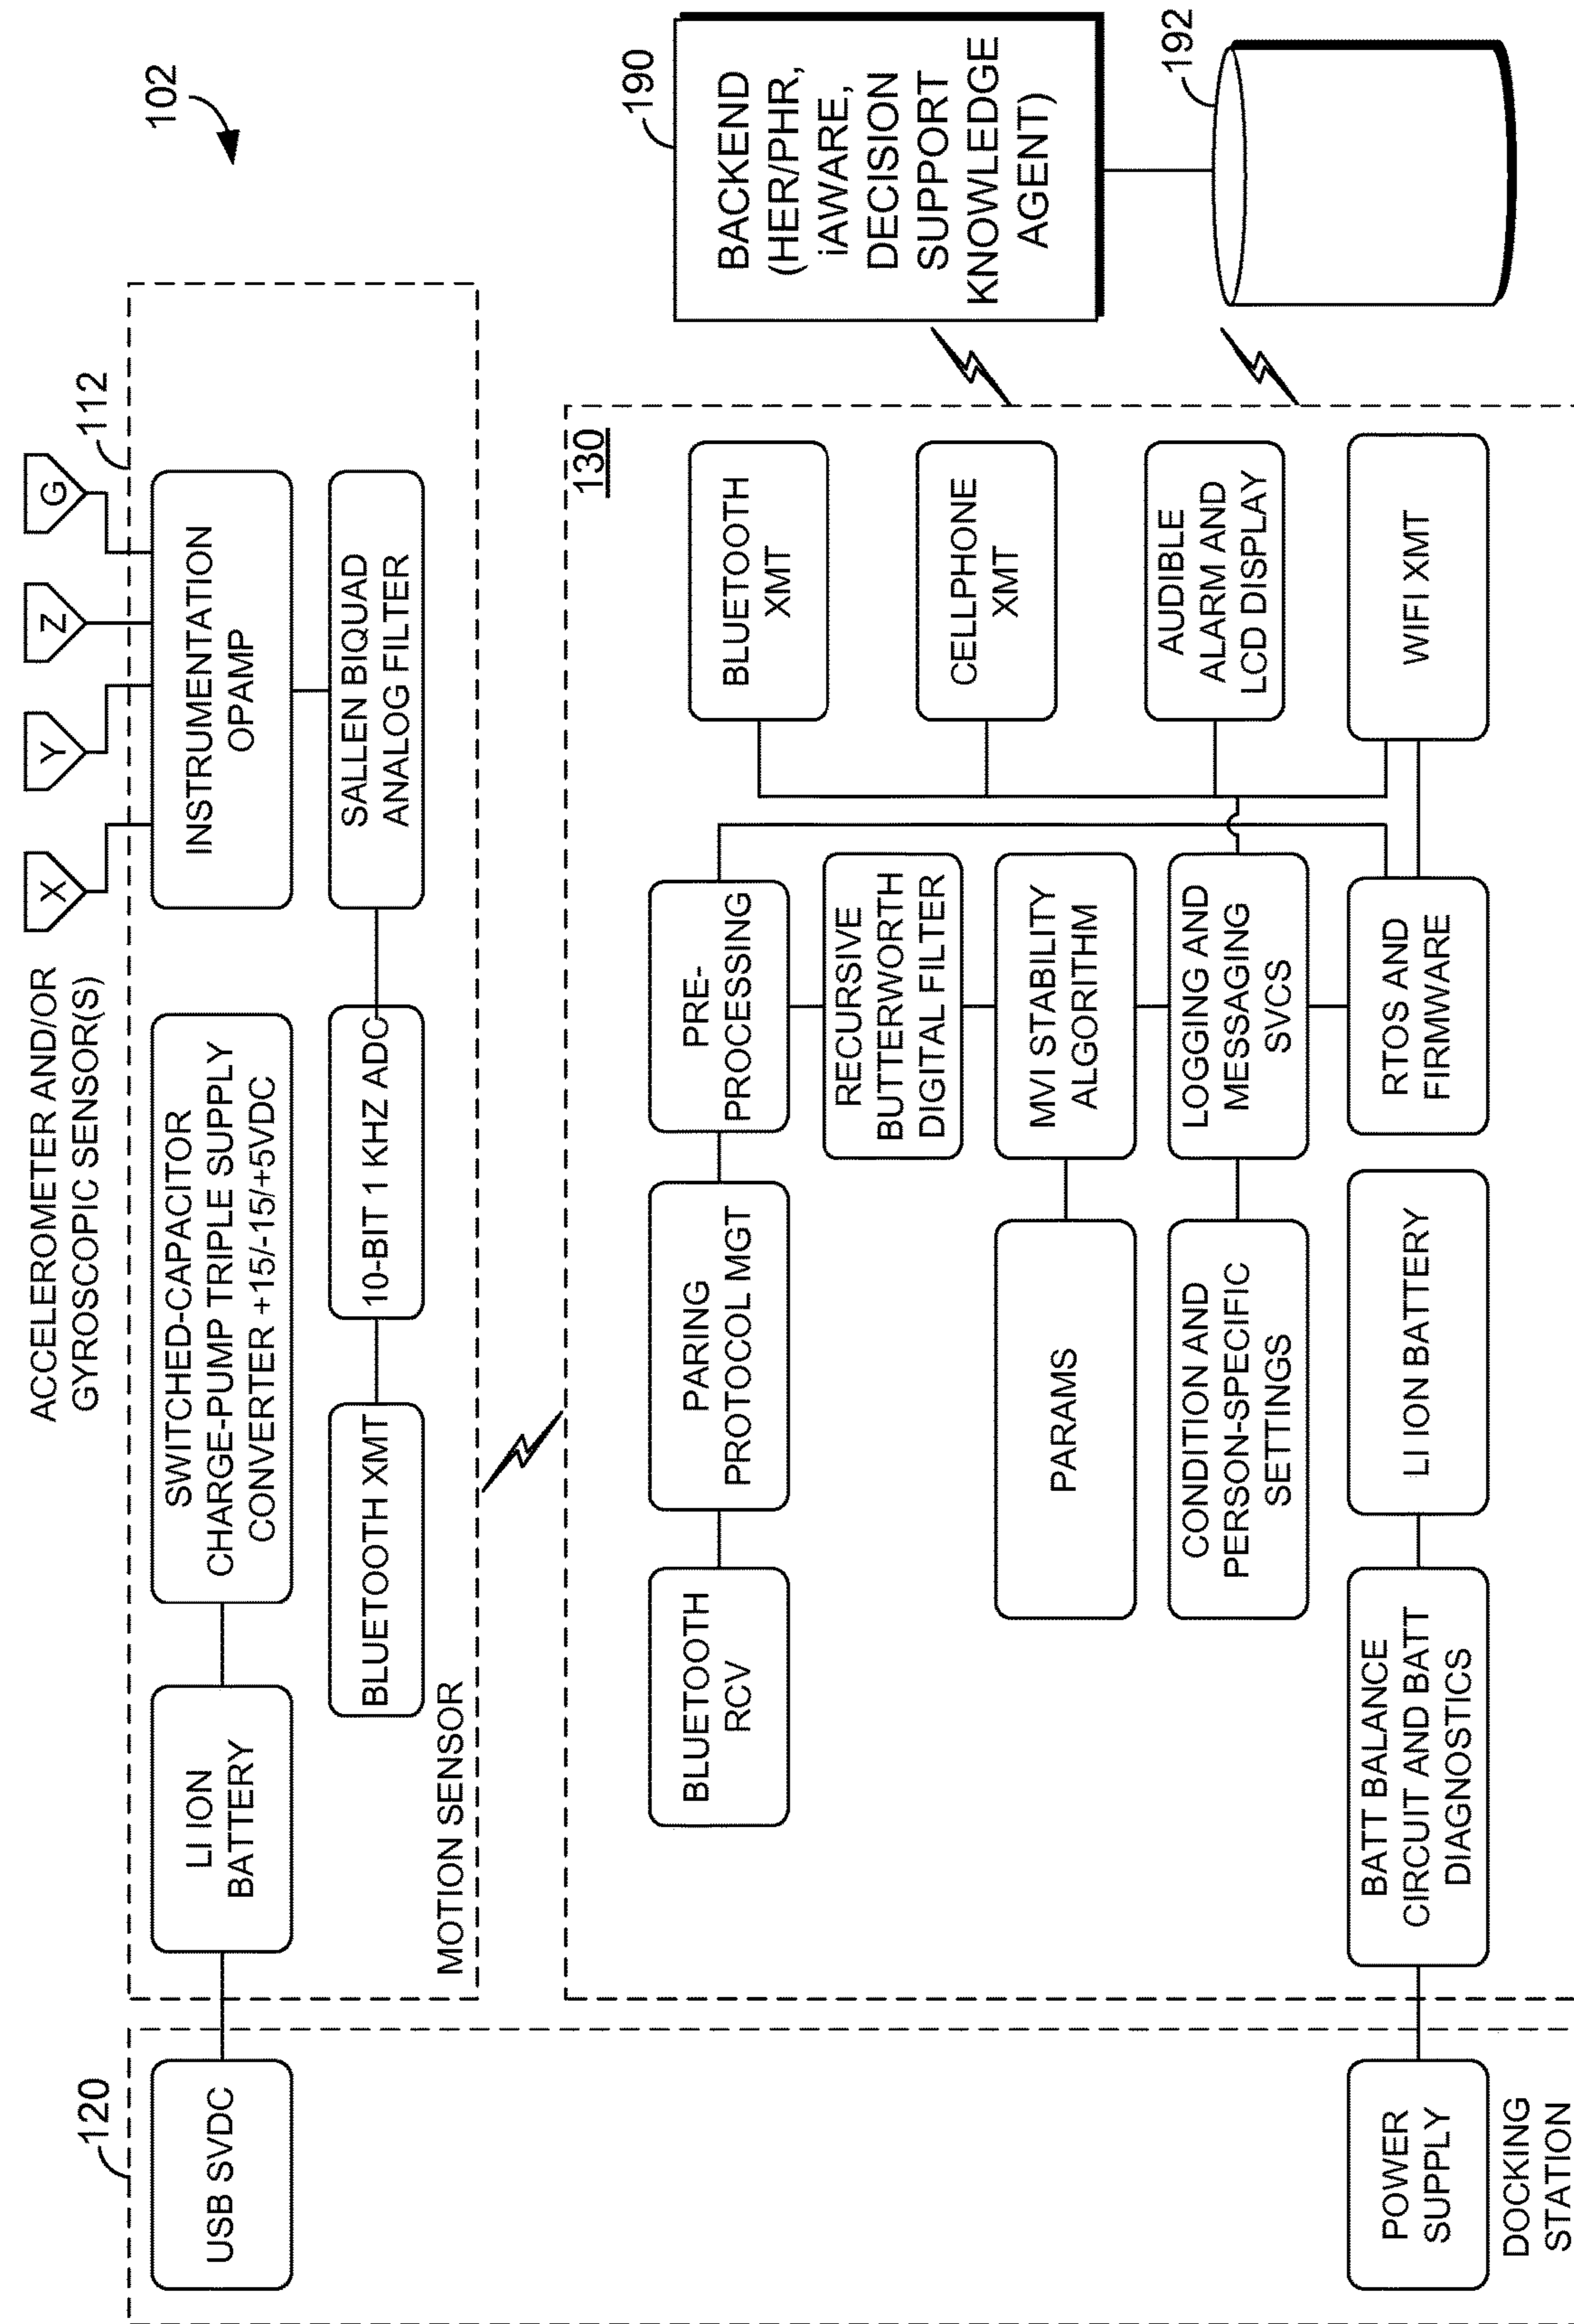 102
ACCELEROMETER AND/OR
GYROSCOPIC SENSOR(S)
X
Y
Z
G
112
120
USB SVDC
LI ION
BATTERY
SWITCHED-CAPACITOR
CHARGE-PUMP TRIPLE SUPPLY
CONVERTER +15/-15/+5VDC
INSTRUMENTATION
OPAMP
BLUETOOTH XMT
10-BIT 1 KHZ ADC
SALLEN BIQUAD
ANALOG FILTER
MOTION SENSOR
130
BLUETOOTH
RCV
PARING
PROTOCOL MGT
PRE-
PROCESSING
BLUETOOTH
XMT
RECURSIVE
BUTTERWORTH
DIGITAL FILTER
CELLPHONE
XMT
PARAMS
MVI STABILITY
ALGORITHM
CONDITION AND
PERSON-SPECIFIC
SETTINGS
LOGGING AND
MESSAGING
SVCS
AUDIBLE
ALARM AND
LCD DISPLAY
POWER
SUPPLY
BATT BALANCE
CIRCUIT AND BATT
DIAGNOSTICS
LI ION BATTERY
RTOS AND
FIRMWARE
WIFI XMT
DOCKING
STATION
190
BACKEND
(HER/PHR,
iAWARE,
DECISION
SUPPORT
KNOWLEDGE
AGENT)
192